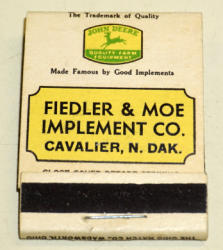 The Trademark of Quality
JOHN DEERE
QUALITY FARM
EQUIPMENT
Made Famous by Good Implements
FIEDLER & MOE
IMPLEMENT CO.
CAVALIER, N. DAK.